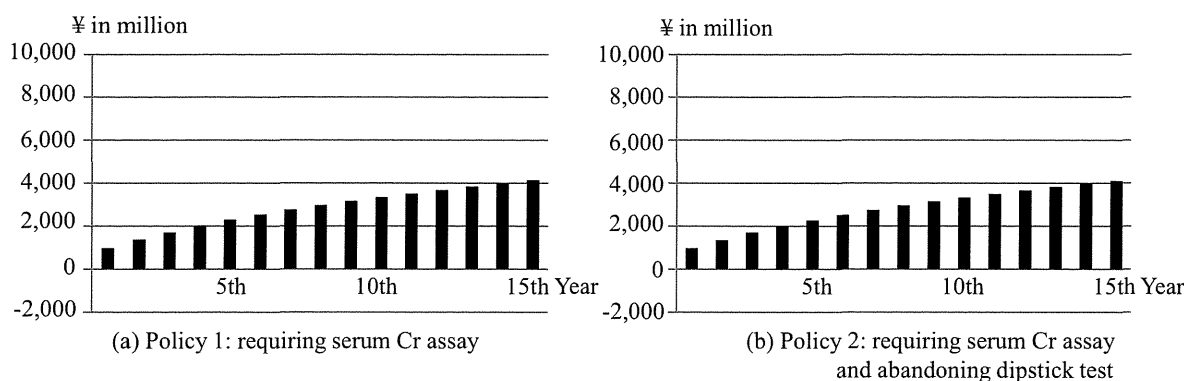 ¥ in million
10,000
8,000
6,000
4,000
2,000
0
-2,000
5th
10th
15th Year
(a) Policy 1: requiring serum Cr assay
¥ in million
10,000
8,000
6,000
4,000
2,000
0
-2,000
5th
10th
15th Year
(b) Policy 2: requiring serum Cr assay
and abandoning dipstick test